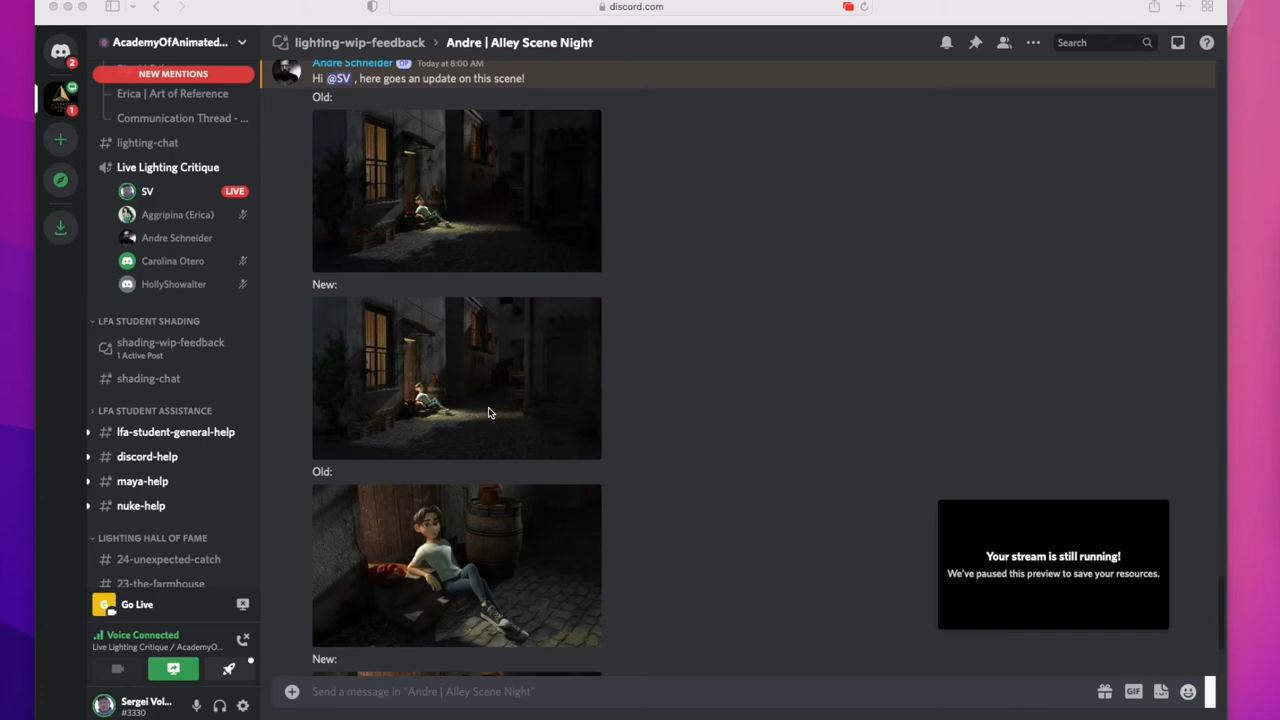 discord.com
AcademyOfAnimated...
lighting-wip-feedback
Andre | Alley Scene Night
Search
2
1
NEW MENTIONS
Erica | Art of Reference
Communication Thread - ...
lighting-chat
Live Lighting Critique
SV
LIVE
Aggripina (Erica)
Andre Schneider
Carolina Otero
HollyShowalter
LFA STUDENT SHADING
shading-wip-feedback
1 Active Post
shading-chat
LFA STUDENT ASSISTANCE
lfa-student-general-help
discord-help
maya-help
nuke-help
LIGHTING HALL OF FAME
24-unexpected-catch
23-the-farmhouse
G
Go Live
Voice Connected
Live Lighting Critique / AcademyO...
Sergei Vol...
#3330
Andre Schneider OP Today at 8:00 AM
Hi @SV , here goes an update on this scene!
Old:
New:
Old:
New:
Your stream is still running!
We've paused this preview to save your resources.
Send a message in "Andre | Alley Scene Night"
GIF